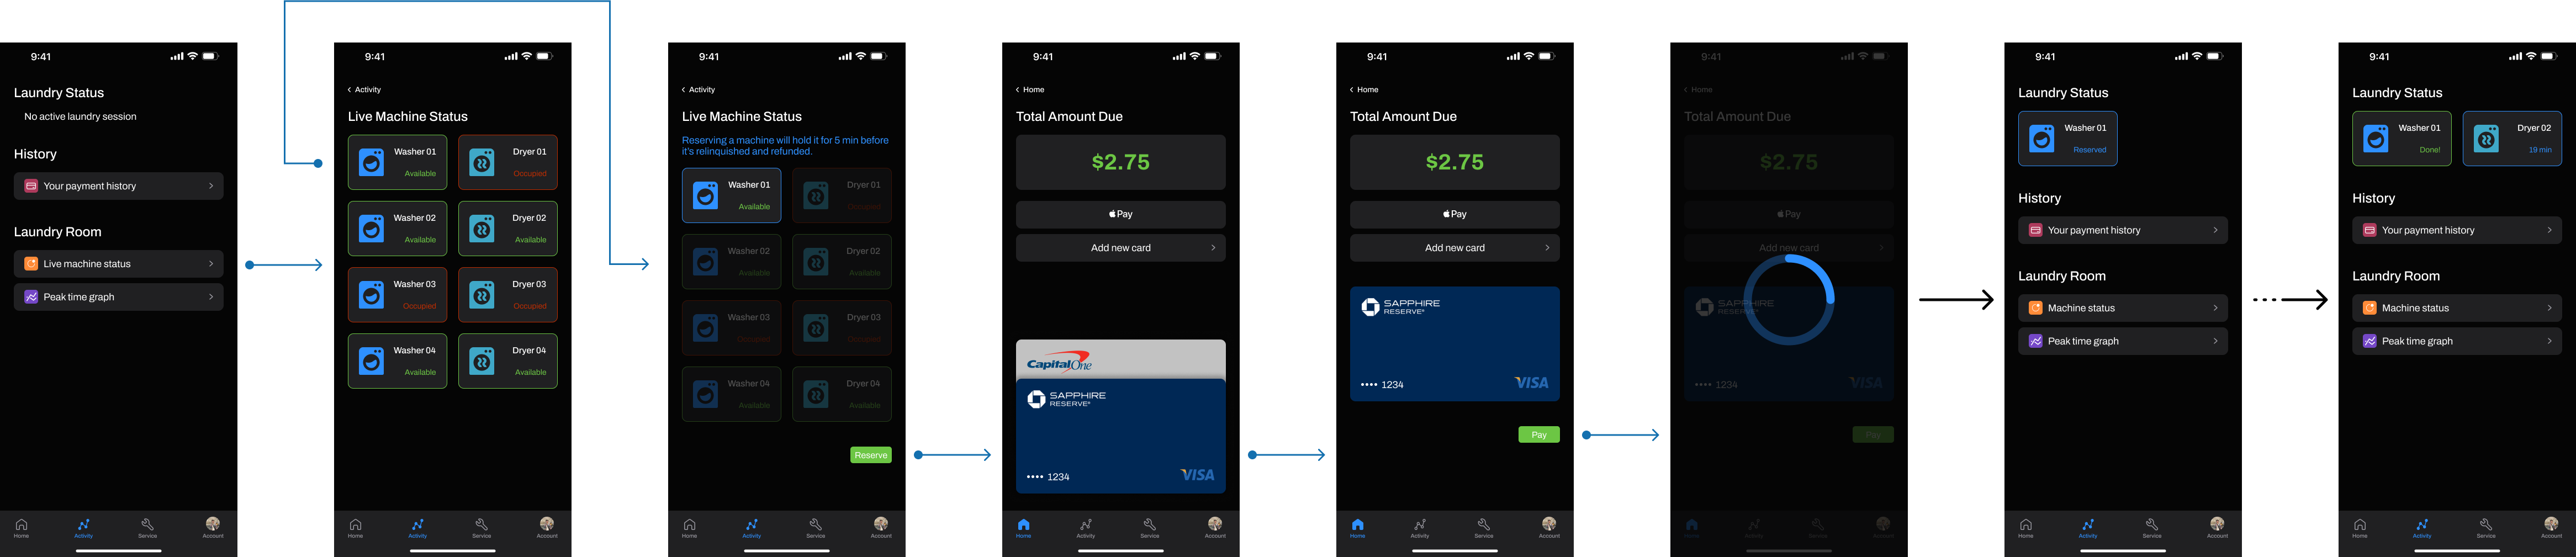 9:41
Laundry Status
No active laundry session
History
Your payment history
Laundry Room
Live machine status
Peak time graph
Home
Activity
Service
Account
9:41
Activity
Live Machine Status
Washer 01
Available
Dryer 01
Occupied
Washer 02
Available
Dryer 02
Available
Washer 03
Occupied
Dryer 03
Occupied
Washer 04
Available
Dryer 04
Available
Home
Activity
Service
Account
9:41
Activity
Live Machine Status
Reserving a machine will hold it for 5 min before
it's relinquished and refunded.
Washer 01
Available
Dryer 01
Occupied
Washer 02
Available
Dryer 02
Available
Washer 03
Occupied
Dryer 03
Occupied
Washer 04
Available
Dryer 04
Available
Reserve
Home
Activity
Service
Account
9:41
Home
Total Amount Due
$2.75
Pay
Add new card
CapitalOne
SAPPHIRE
RESERVE®
•••• 1234
VISA
Home
Activity
Service
Account
9:41
Home
Total Amount Due
$2.75
Pay
Add new card
SAPPHIRE
RESERVE®
•••• 1234
VISA
Pay
Home
Activity
Service
Account
9:41
Home
Total Amount Due
$2.75
Pay
Add new card
SAPPHIRE
RESERVE®
•••• 1234
VISA
Pay
Home
Activity
Service
Account
9:41
Laundry Status
Washer 01
Reserved
History
Your payment history
Laundry Room
Machine status
Peak time graph
Home
Activity
Service
Account
9:41
Laundry Status
Washer 01
Done!
Dryer 02
19 min
History
Your payment history
Laundry Room
Machine status
Peak time graph
Home
Activity
Service
Account